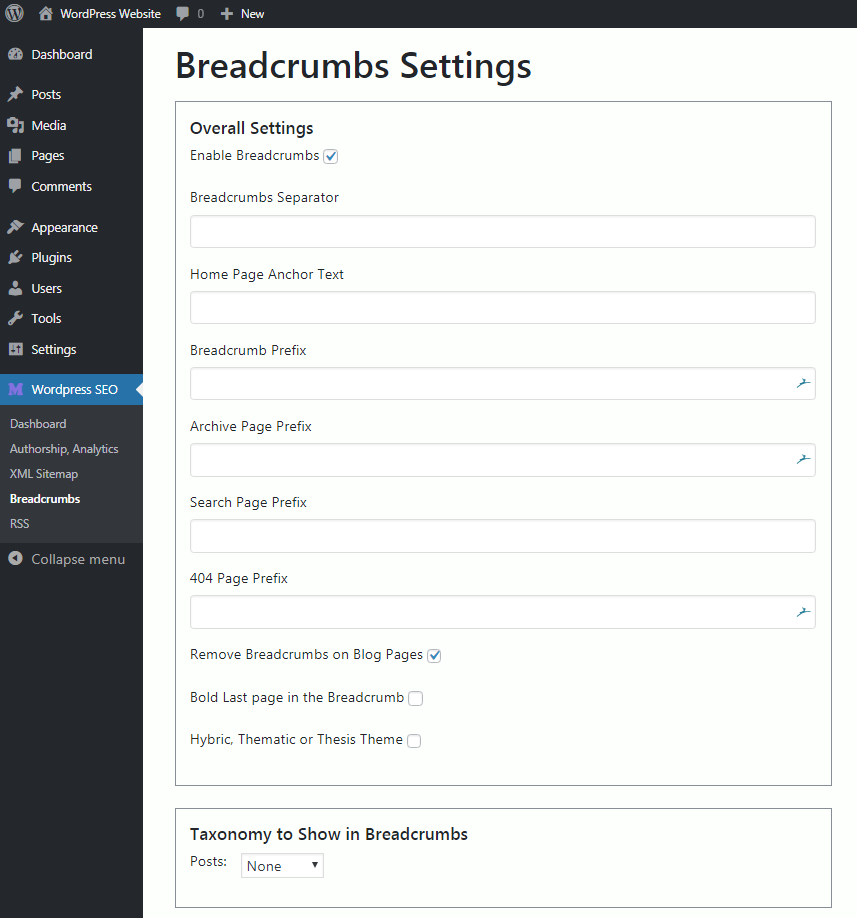 WordPress Website 0 New
Dashboard
Posts
Media
Pages
Comments
Appearance
Plugins
Users
Tools
Settings
Wordpress SEO
Dashboard
Authorship, Analytics
XML Sitemap
Breadcrumbs
RSS
Collapse menu
Breadcrumbs Settings
Overall Settings
Enable Breadcrumbs
Breadcrumbs Separator
Home Page Anchor Text
Breadcrumb Prefix
Archive Page Prefix
Search Page Prefix
404 Page Prefix
Remove Breadcrumbs on Blog Pages
Bold Last page in the Breadcrumb
Hybric, Thematic or Thesis Theme
Taxonomy to Show in Breadcrumbs
Posts: None